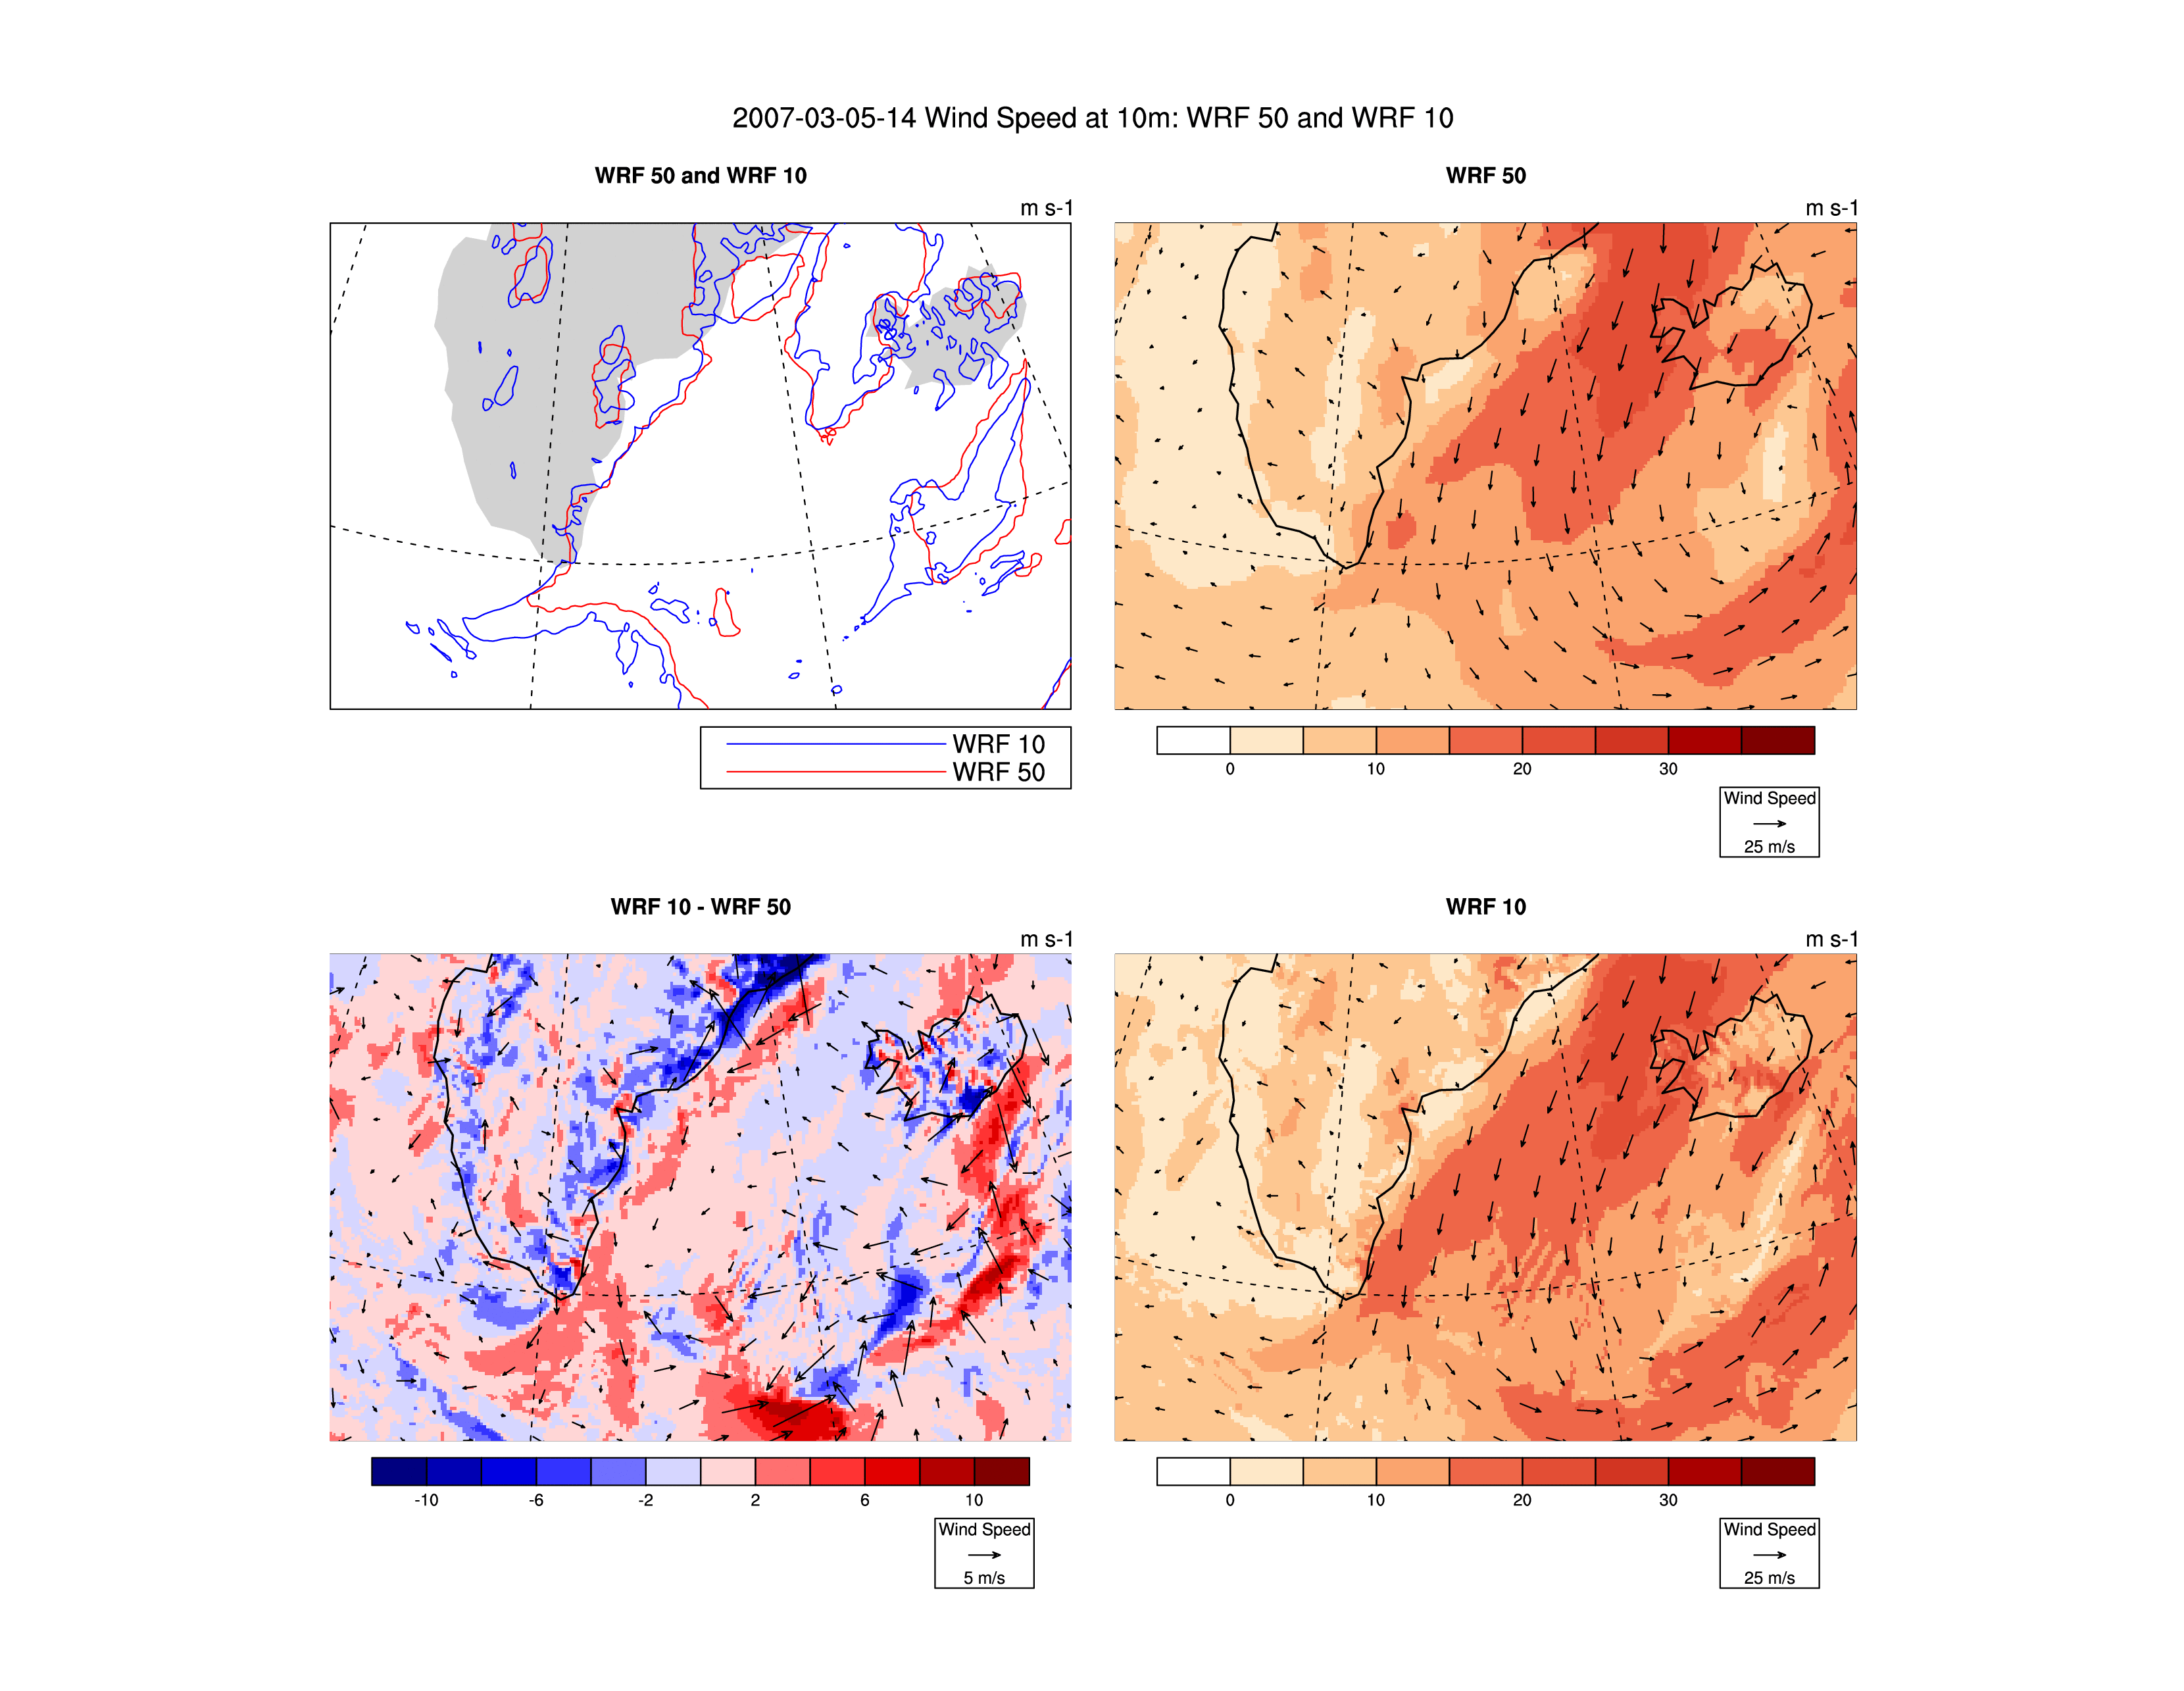 2007-03-05-14 Wind Speed at 10m: WRF 50 and WRF 10
WRF 50 and WRF 10
m s-1
WRF 10
WRF 50
WRF 50
m s-1
0 10 20 30
Wind Speed
25 m/s
WRF 10 - WRF 50
m s-1
-10 -6 -2 2 6 10
Wind Speed
5 m/s
WRF 10
m s-1
0 10 20 30
Wind Speed
25 m/s